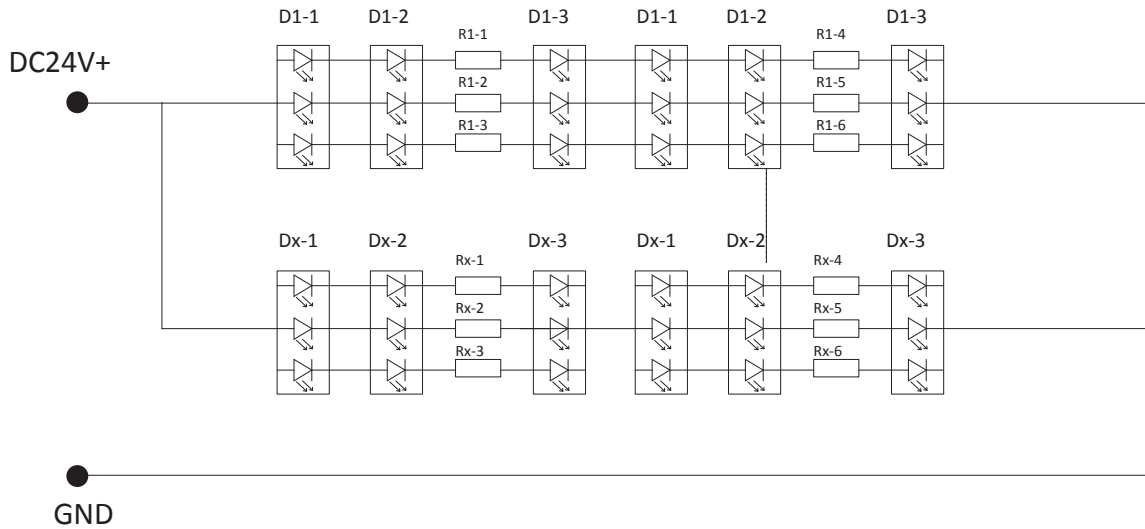 D1-1 D1-2 D1-3 D1-1 D1-2 D1-3
R1-1 R1-4
DC24V+
R1-2 R1-5
R1-3 R1-6
Dx-1 Dx-2 Dx-3 Dx-1 Dx-2 Dx-3
Rx-1 Rx-4
Rx-2 Rx-5
Rx-3 Rx-6
GND